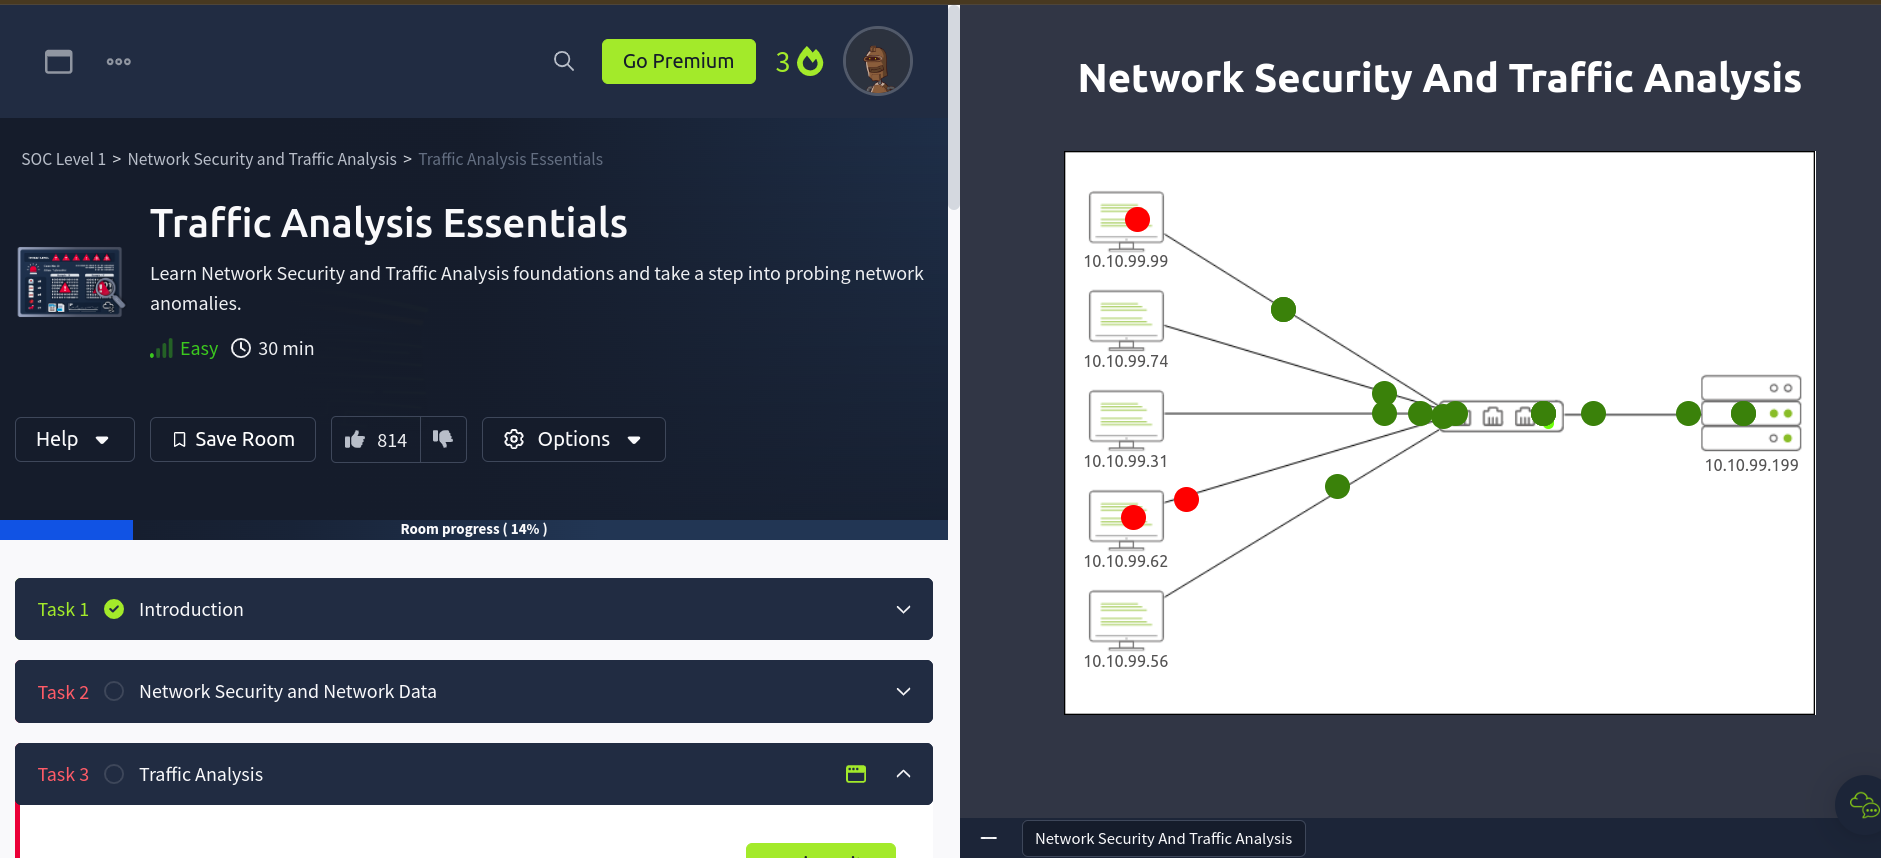 Go Premium
3
SOC Level 1 > Network Security and Traffic Analysis > Traffic Analysis Essentials
Traffic Analysis Essentials
Learn Network Security and Traffic Analysis foundations and take a step into probing network
anomalies.
Easy 30 min
Help
Save Room
814
Options
Room progress ( 14% )
Task 1 Introduction
Task 2 Network Security and Network Data
Task 3 Traffic Analysis
Network Security And Traffic Analysis
10.10.99.99
10.10.99.74
10.10.99.31
10.10.99.199
10.10.99.62
10.10.99.56
Network Security And Traffic Analysis